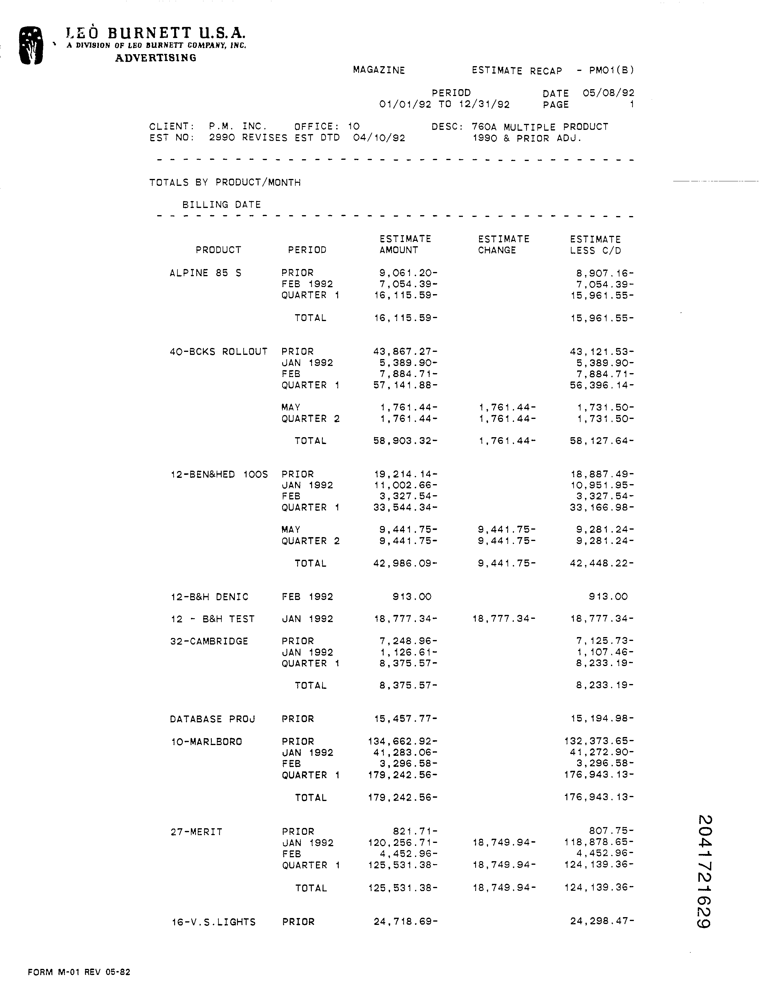 LEO BURNETT U.S.A.
A DIVISION OF LEO BURNETT COMPANY, INC.
ADVERTISING
MAGAZINE ESTIMATE RECAP - PM01(B)
PERIOD DATE 05/08/92
01/01/92 TO 12/31/92 PAGE 1
CLIENT: P.M. INC. OFFICE: 10 DESC: 760A MULTIPLE PRODUCT
EST NO: 2990 REVISES EST DTD 04/10/92 1990 & PRIOR ADJ.
- - - - - - - - - - - - - - - - - - - - - - - - - - - - - - - - - - - -
TOTALS BY PRODUCT/MONTH
BILLING DATE
- - - - - - - - - - - - - - - - - - - - - - - - - - - - - - - - - - - -
ESTIMATE ESTIMATE ESTIMATE
PRODUCT PERIOD AMOUNT CHANGE LESS C/D
ALPINE 85 S PRIOR 9,061.20- 8,907.16-
FEB 1992 7,054.39- 7,054.39-
QUARTER 1 16,115.59- 15,961.55-
TOTAL 16,115.59- 15,961.55-
40-BCKS ROLLOUT PRIOR 43,867.27- 43,121.53-
JAN 1992 5,389.90- 5,389.90-
FEB 7,884.71- 7,884.71-
QUARTER 1 57,141.88- 56,396.14-
MAY 1,761.44- 1,761.44- 1,731.50-
QUARTER 2 1,761.44- 1,761.44- 1,731.50-
TOTAL 58,903.32- 1,761.44- 58,127.64-
12-BEN&HED 100S PRIOR 19,214.14- 18,887.49-
JAN 1992 11,002.66- 10,951.95-
FEB 3,327.54- 3,327.54-
QUARTER 1 33,544.34- 33,166.98-
MAY 9,441.75- 9,441.75- 9,281.24-
QUARTER 2 9,441.75- 9,441.75- 9,281.24-
TOTAL 42,986.09- 9,441.75- 42,448.22-
12-B&H DENIC FEB 1992 913.00 913.00
12 - B&H TEST JAN 1992 18,777.34- 18,777.34- 18,777.34-
32-CAMBRIDGE PRIOR 7,248.96- 7,125.73-
JAN 1992 1,126.61- 1,107.46-
QUARTER 1 8,375.57- 8,233.19-
TOTAL 8,375.57- 8,233.19-
DATABASE PROJ PRIOR 15,457.77- 15,194.98-
10-MARLBORO PRIOR 134,662.92- 132,373.65-
JAN 1992 41,283.06- 41,272.90-
FEB 3,296.58- 3,296.58-
QUARTER 1 179,242.56- 176,943.13-
TOTAL 179,242.56- 176,943.13-
27-MERIT PRIOR 821.71- 807.75-
JAN 1992 120,256.71- 18,749.94- 118,878.65-
FEB 4,452.96- 4,452.96-
QUARTER 1 125,531.38- 18,749.94- 124,139.36-
TOTAL 125,531.38- 18,749.94- 124,139.36-
16-V.S.LIGHTS PRIOR 24,718.69- 24,298.47-
2041721629
FORM M-01 REV 05-82